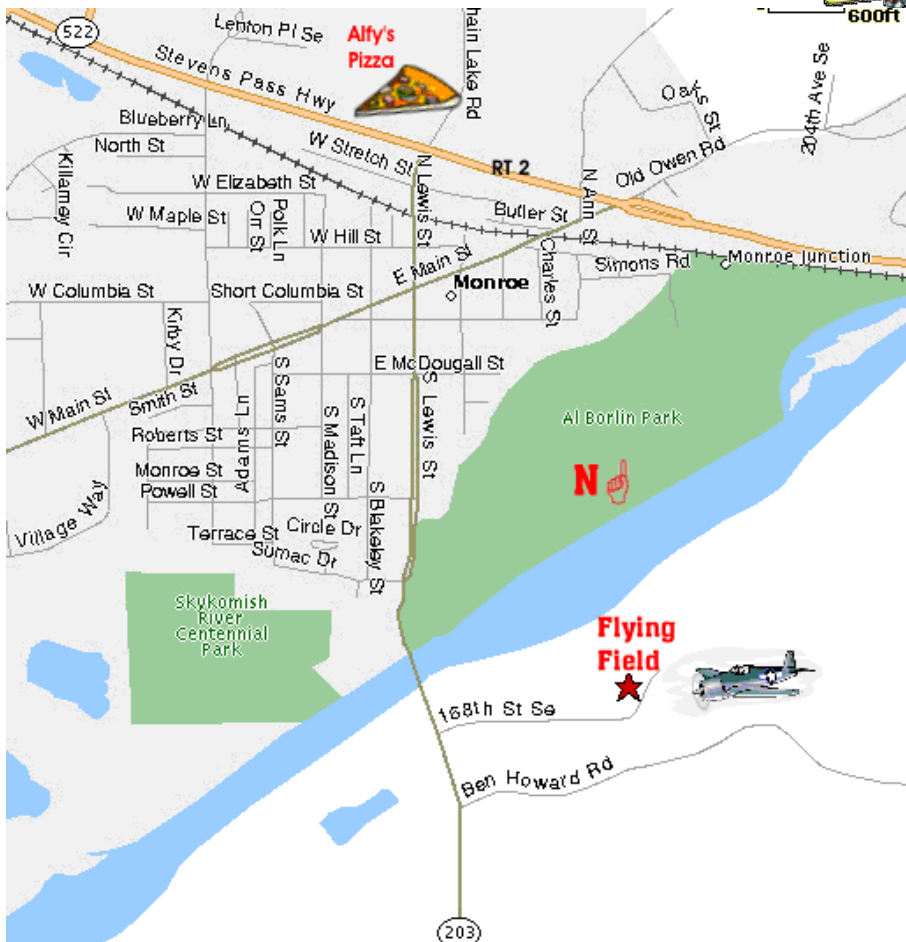 600ft
522
Lenton Pl Se
Alfy's
Pizza
hain Lake Rd
Stevens Pass Hwy
Oaks St
204th Ave Se
Blueberry Ln
North St
W Stretch St
N Lewis St
RT 2
N Ann St
Old Owen Rd
Killarney Cir
W Elizabeth St
W Maple St
Orr St
Polk Ln
W Hill St
Butler St
E Main St
Charles St
Simons Rd
Monroe Junction
W Columbia St
Short Columbia St
Monroe
Kirby Dr
E McDougall St
S Lewis St
W Main St
Smith St
Adams Ln
S Sams St
S Madison St
S Taft Ln
Al Borlin Park
Roberts St
Monroe St
Powell St
N
S Blakeley St
Village Way
Terrace St
Circle Dr
Sumac Dr
Skykomish
River
Centennial
Park
Flying
Field
168th St Se
Ben Howard Rd
203